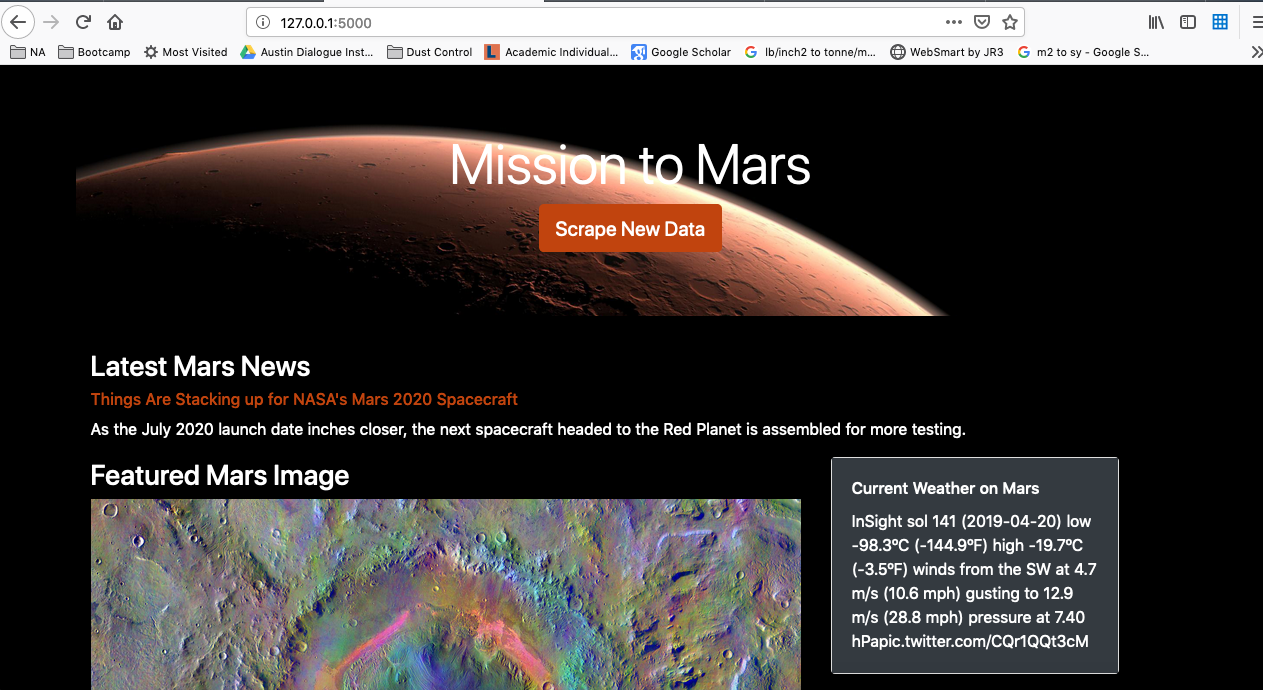 127.0.0.1:5000
NA
Bootcamp
Most Visited
Austin Dialogue Inst...
Dust Control
L
Academic Individual...
Google Scholar
G
lb/inch2 to tonne/m...
WebSmart by JR3
G
m2 to sy - Google S...
Mission to Mars
Scrape New Data
Latest Mars News
Things Are Stacking up for NASA's Mars 2020 Spacecraft
As the July 2020 launch date inches closer, the next spacecraft headed to the Red Planet is assembled for more testing.
Featured Mars Image
Current Weather on Mars
InSight sol 141 (2019-04-20) low
-98.3ºC (-144.9ºF) high -19.7ºC
(-3.5ºF) winds from the SW at 4.7
m/s (10.6 mph) gusting to 12.9
m/s (28.8 mph) pressure at 7.40
hPapic.twitter.com/CQr1QQt3cM